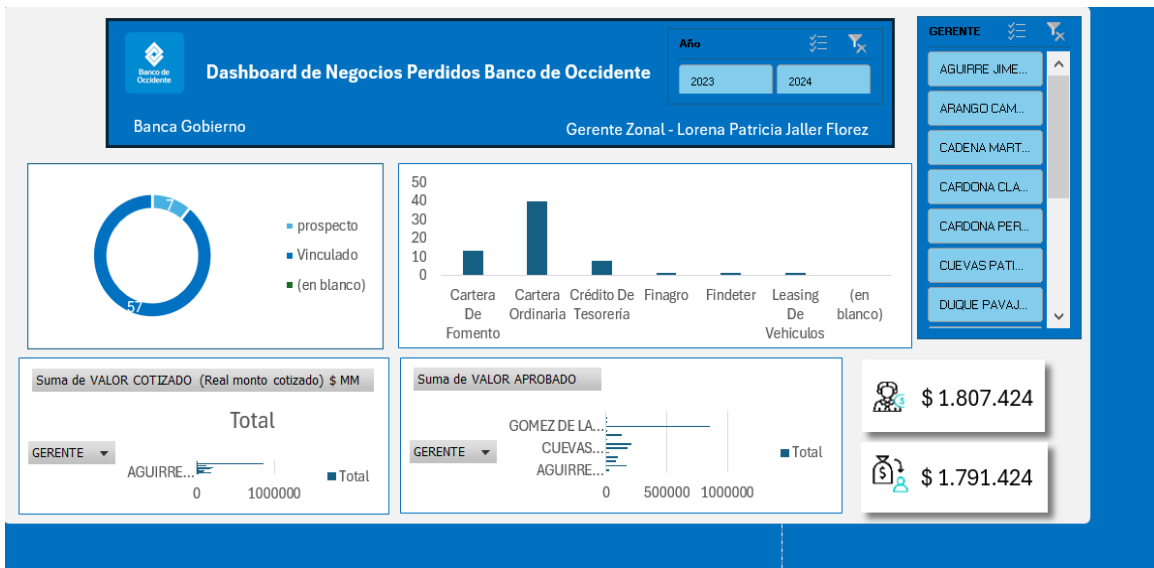 Banco de
Occidente
Dashboard de Negocios Perdidos Banco de Occidente
Año
2023
2024
Banca Gobierno
Gerente Zonal - Lorena Patricia Jaller Florez
GERENTE
AGUIRRE JIME...
ARANGO CAM...
CADENA MART...
CARDONA CLA...
CARDONA PER...
CUEVAS PATI...
DUQUE PAVAJ...
7
57
prospecto
Vinculado
(en blanco)
50
40
30
20
10
0
Cartera De Fomento
Cartera Ordinaria
Crédito De Tesorería
Finagro
Findeter
Leasing De Vehiculos
(en blanco)
Suma de VALOR COTIZADO (Real monto cotizado) $ MM
Total
GERENTE
AGUIRRE...
Total
0 1000000
Suma de VALOR APROBADO
GERENTE
GOMEZ DE LA...
CUEVAS...
AGUIRRE...
Total
0 500000 1000000
$ 1.807.424
$ 1.791.424